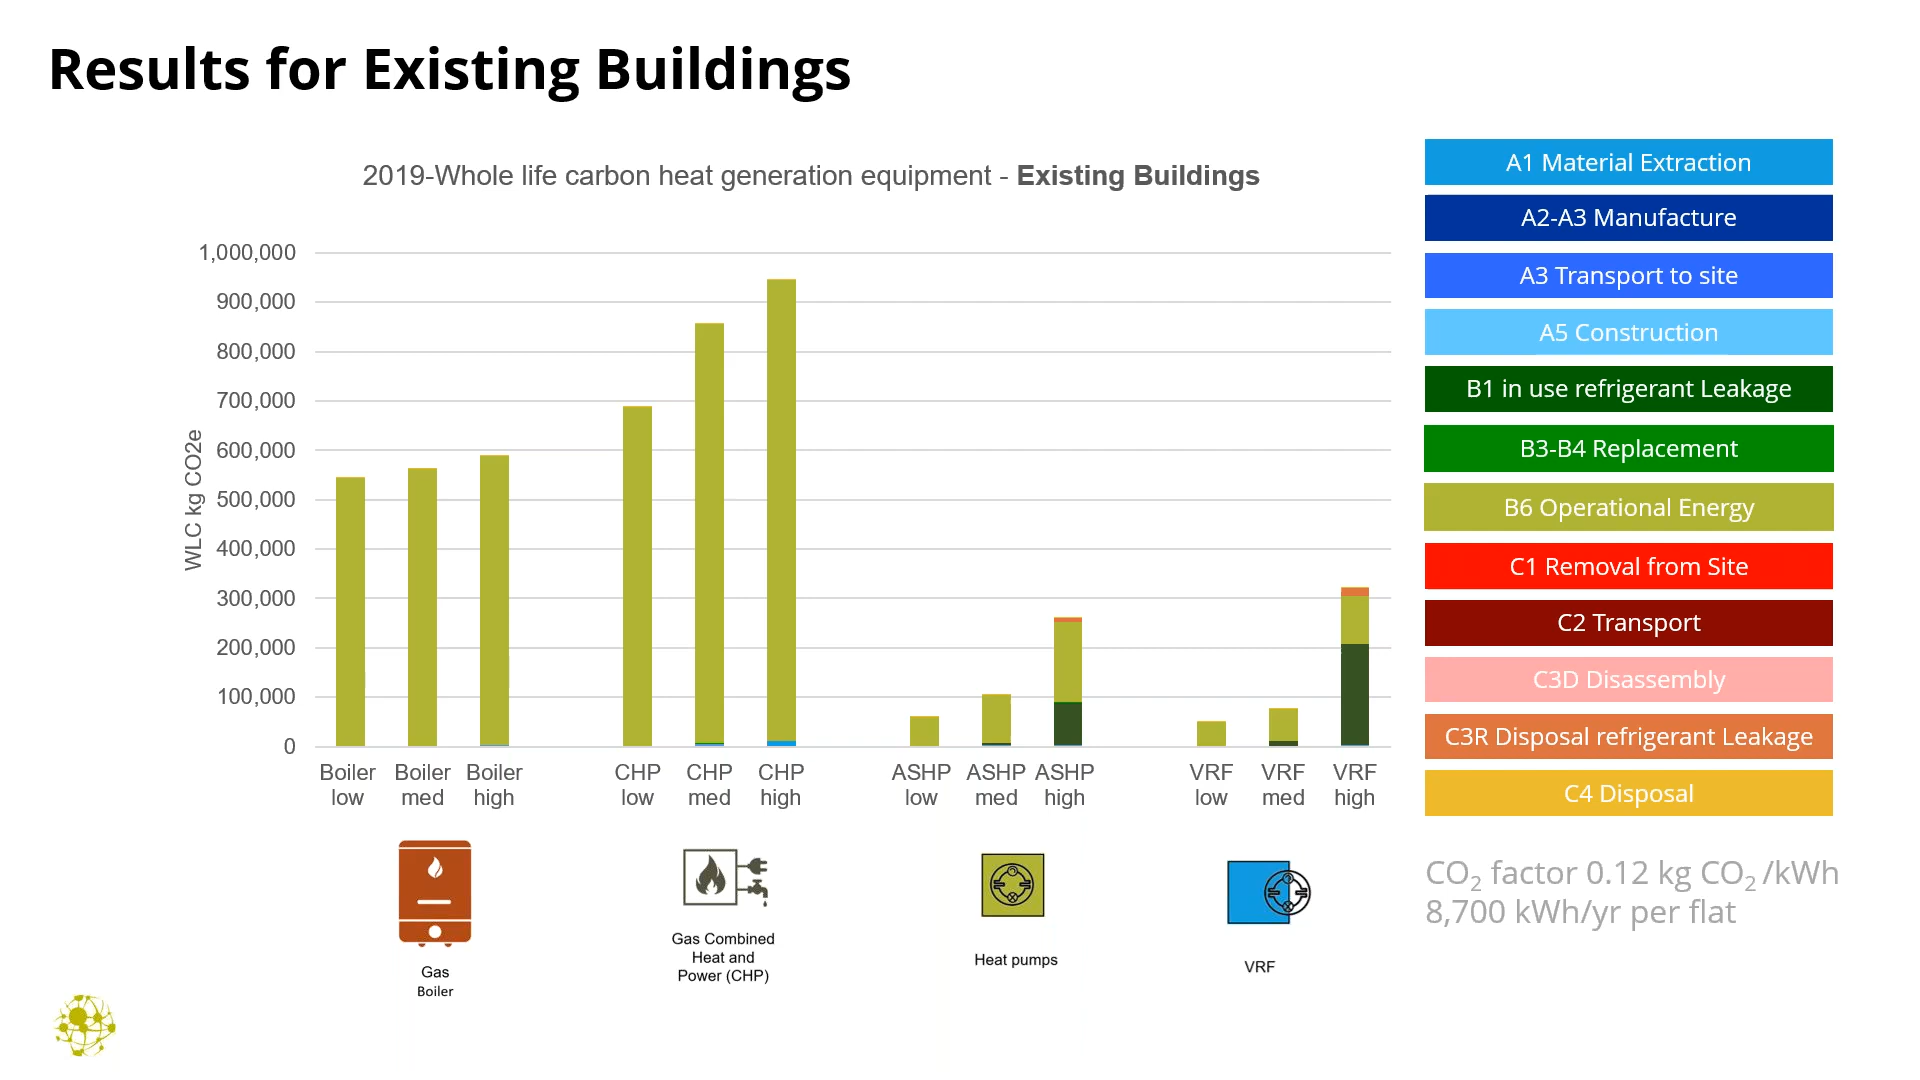 Results for Existing Buildings
2019-Whole life carbon heat generation equipment - Existing Buildings
WLC kg CO2e
1,000,000
900,000
800,000
700,000
600,000
500,000
400,000
300,000
200,000
100,000
0
Boiler low
Boiler med
Boiler high
CHP low
CHP med
CHP high
ASHP low
ASHP med
ASHP high
VRF low
VRF med
VRF high
Gas
Boiler
Gas Combined
Heat and
Power (CHP)
Heat pumps
VRF
A1 Material Extraction
A2-A3 Manufacture
A3 Transport to site
A5 Construction
B1 in use refrigerant Leakage
B3-B4 Replacement
B6 Operational Energy
C1 Removal from Site
C2 Transport
C3D Disassembly
C3R Disposal refrigerant Leakage
C4 Disposal
CO₂ factor 0.12 kg CO₂ /kWh
8,700 kWh/yr per flat